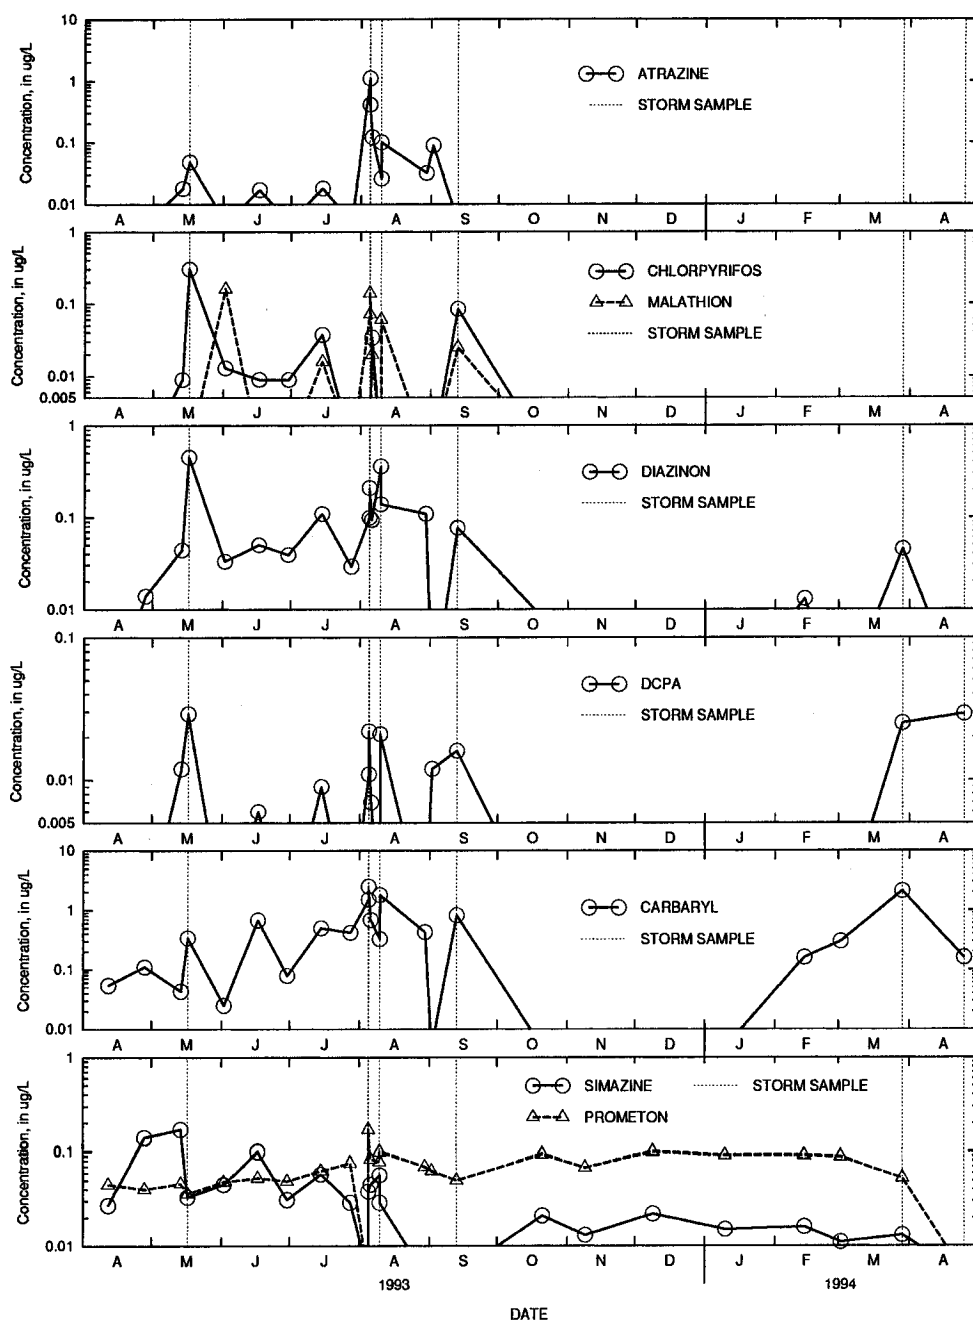 Concentration, in ug/L
10
1
0.1
0.01
ATRAZINE
STORM SAMPLE
A M J J A S O N D J F M A
Concentration, in ug/L
1
0.1
0.01
0.005
CHLORPYRIFOS
MALATHION
STORM SAMPLE
A M J J A S O N D J F M A
Concentration, in ug/L
1
0.1
0.01
DIAZINON
STORM SAMPLE
A M J J A S O N D J F M A
Concentration, in ug/L
0.1
0.01
0.005
DCPA
STORM SAMPLE
A M J J A S O N D J F M A
Concentration, in ug/L
10
1
0.1
0.01
CARBARYL
STORM SAMPLE
A M J J A S O N D J F M A
Concentration, in ug/L
1
0.1
0.01
SIMAZINE STORM SAMPLE
PROMETON
A M J J A S O N D J F M A
1993 1994
DATE